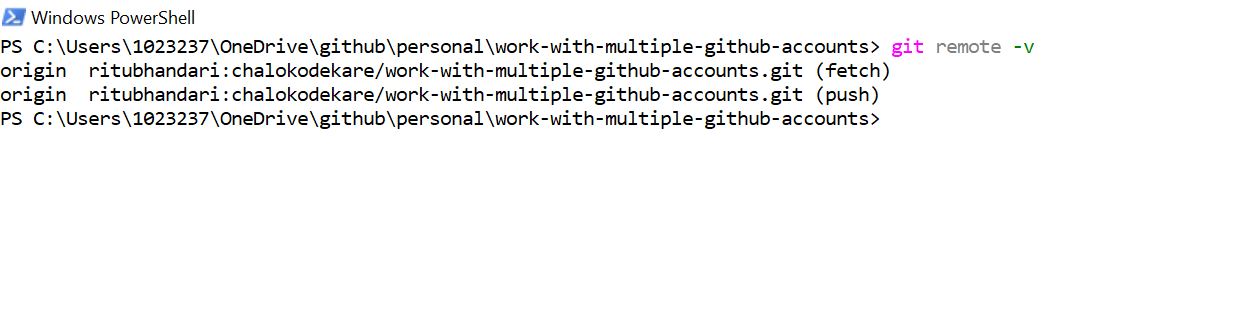 Windows PowerShell
PS C:\Users\1023237\OneDrive\github\personal\work-with-multiple-github-accounts> git remote -v
origin  ritubhandari:chalokodekare/work-with-multiple-github-accounts.git (fetch)
origin  ritubhandari:chalokodekare/work-with-multiple-github-accounts.git (push)
PS C:\Users\1023237\OneDrive\github\personal\work-with-multiple-github-accounts>